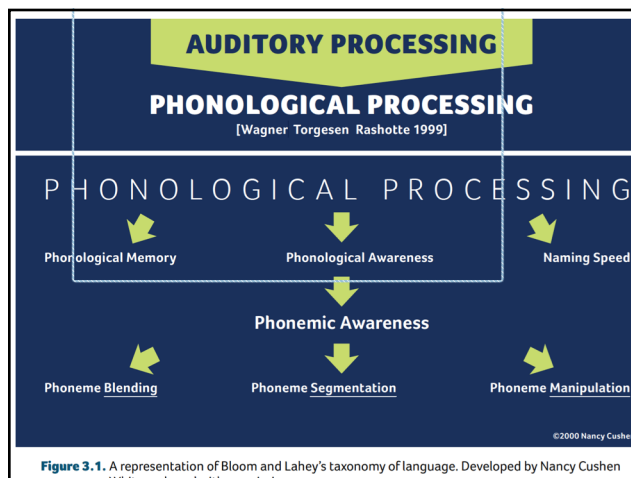 AUDITORY PROCESSING
PHONOLOGICAL PROCESSING
[Wagner Torgesen Rashotte 1999]
PHONOLOGICAL PROCESSING
Phonological Memory Phonological Awareness Naming Speed
Phonemic Awareness
Phoneme Blending Phoneme Segmentation Phoneme Manipulation
©2000 Nancy Cushen
Figure 3.1. A representation of Bloom and Lahey's taxonomy of language. Developed by Nancy Cushen